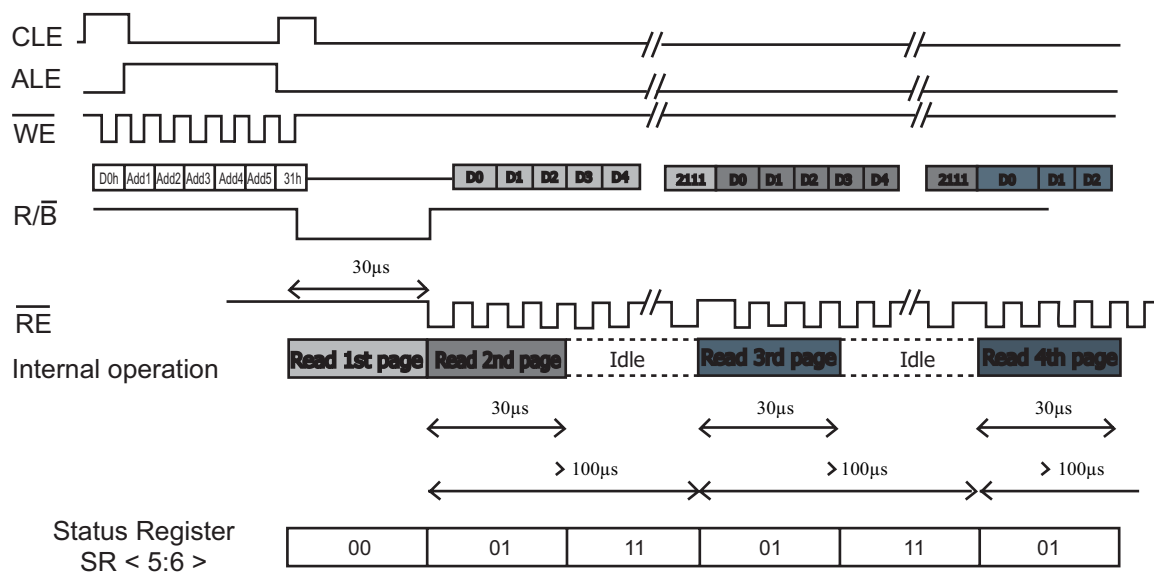 CLE
ALE
WE
D0h Add1 Add2 Add3 Add4 Add5 31h D0 D1 D2 D3 D4 2111 D0 D1 D2 D3 D4 2111 D0 D1 D2
R/B
30µs
RE
Internal operation Read 1st page Read 2nd page Idle Read 3rd page Idle Read 4th page
30µs 30µs 30µs
> 100µs > 100µs > 100µs
Status Register
SR < 5:6 > 00 01 11 01 11 01